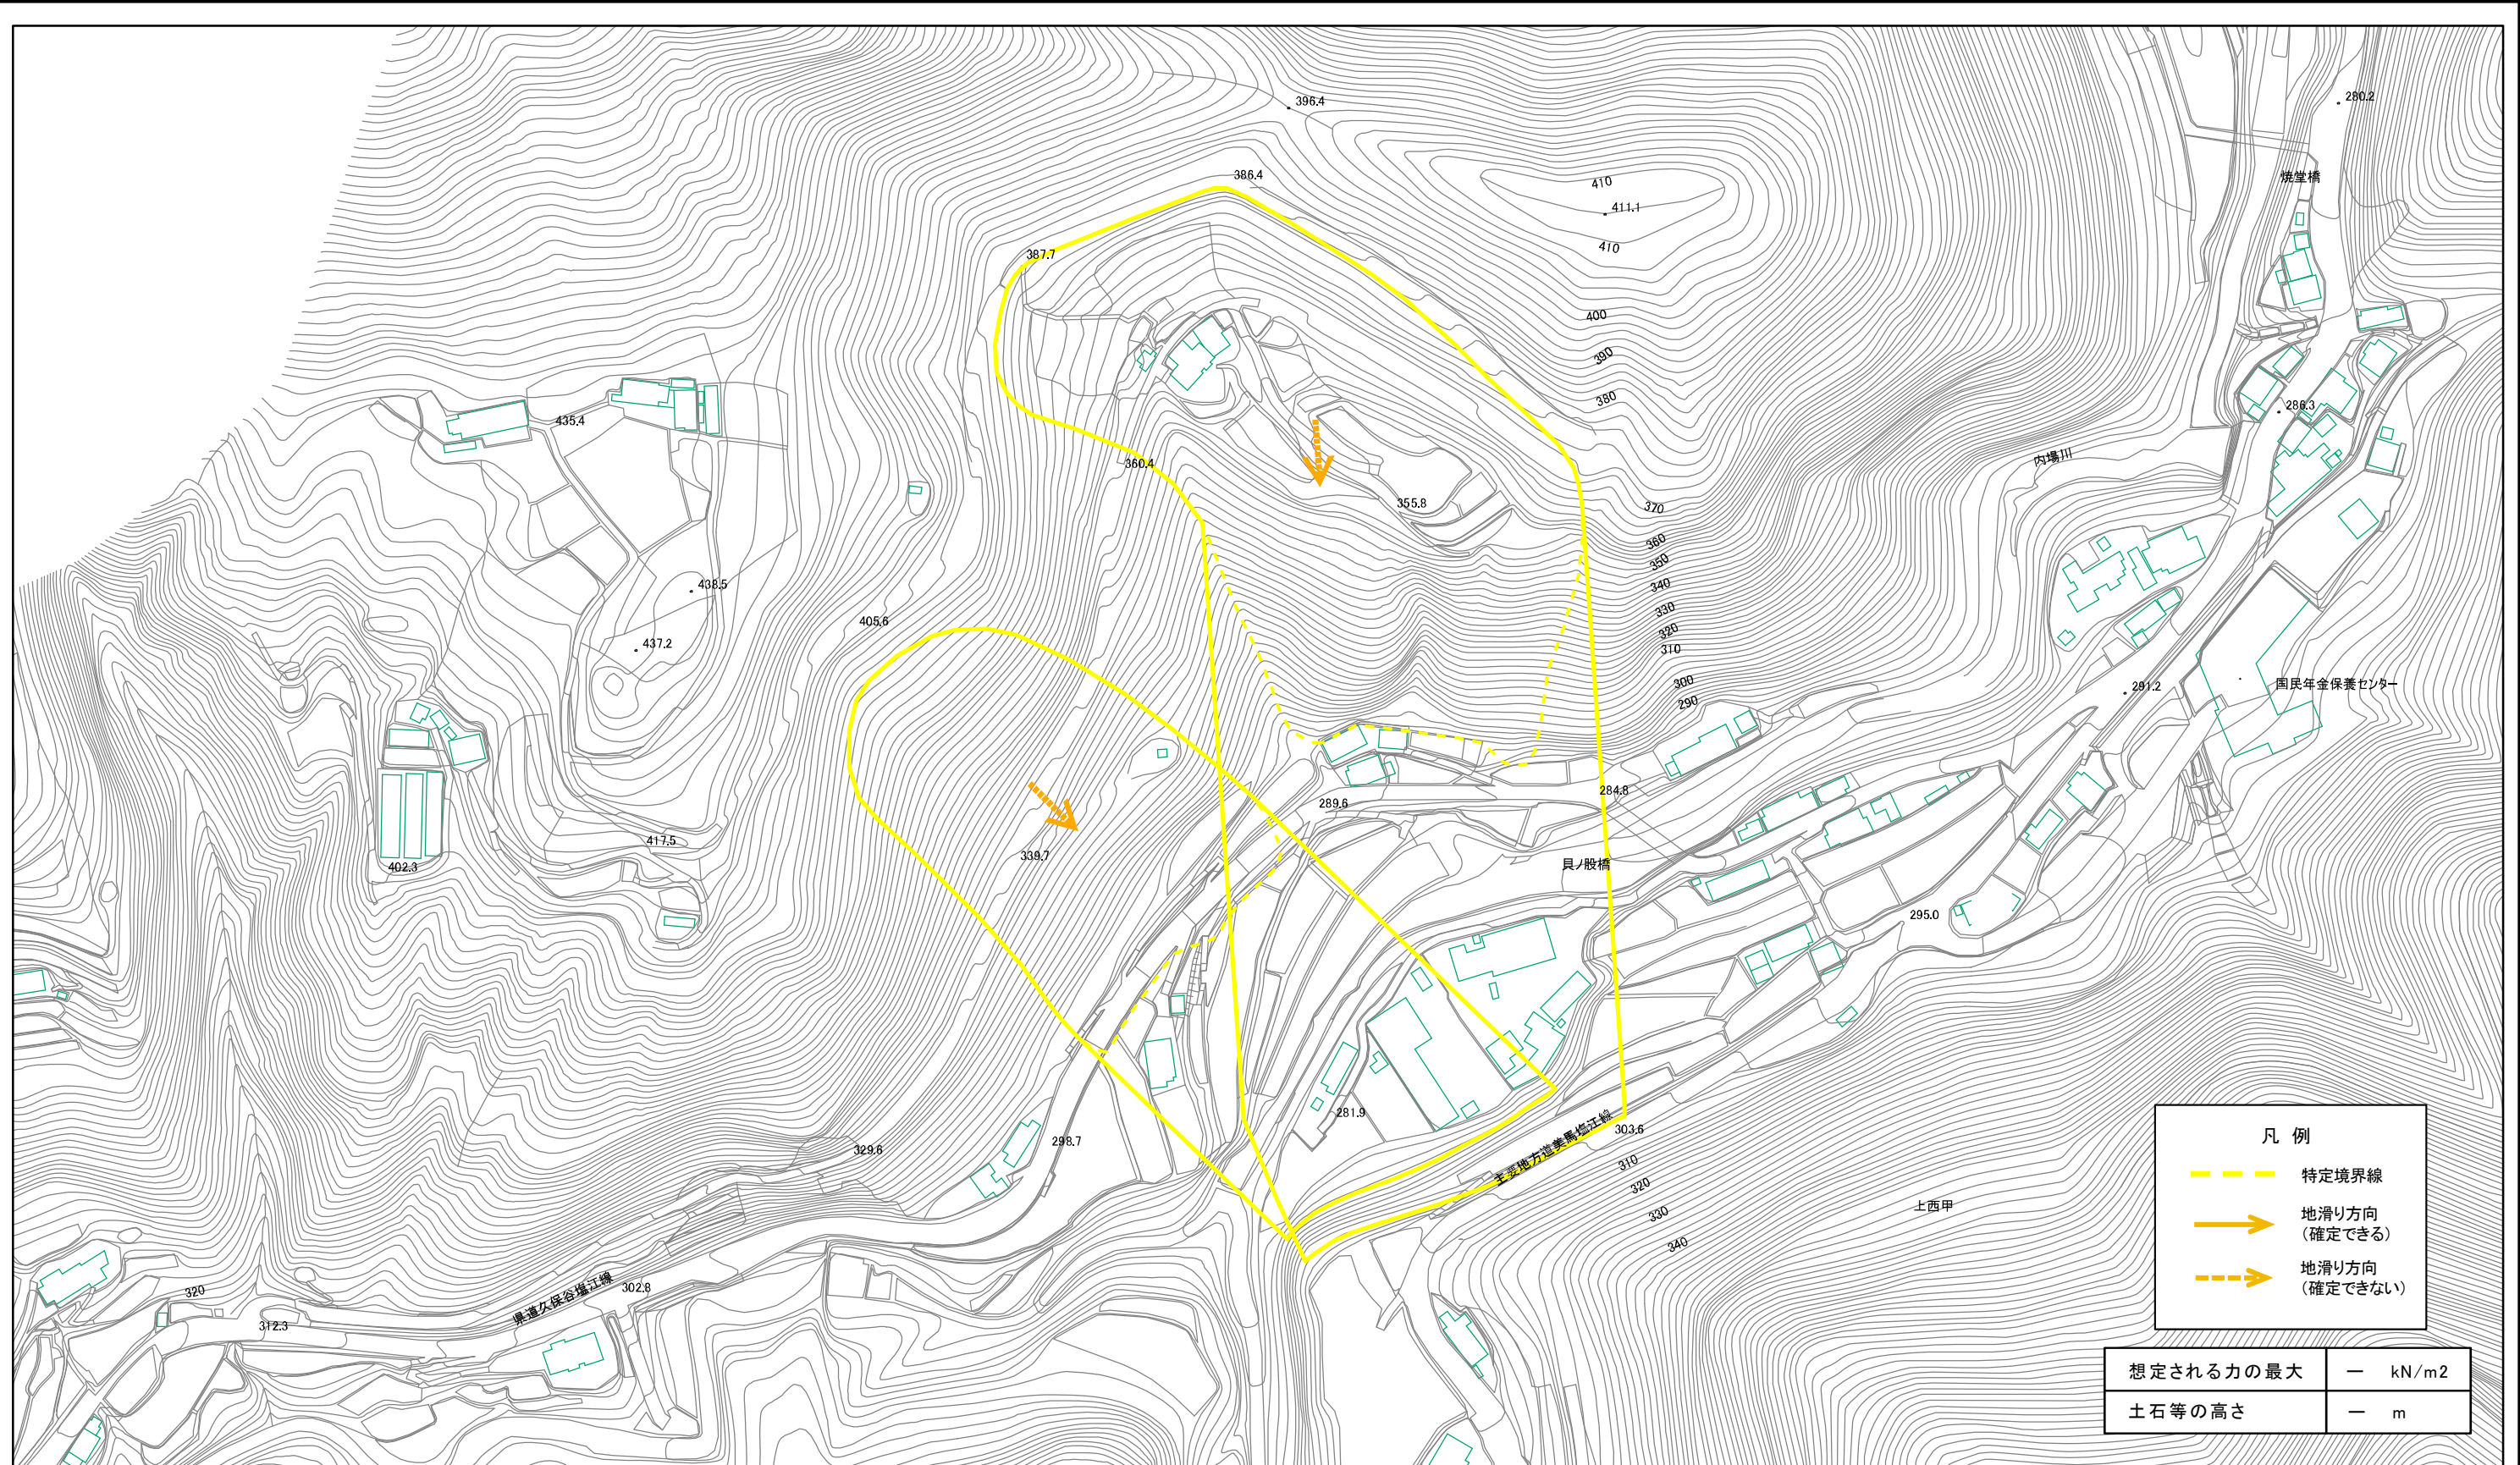 396.4
280.2
386.4
焼堂橋
410
411.1
410
387.7
400
390
380
286.3
435.4
内場川
360.4
355.8
370
360
350
340
330
320
310
300
290
438.5
405.6
437.2
291.2
国民年金保養センター
284.8
289.6
417.5
402.3
339.7
貝ノ股橋
295.0
281.9
主要地方道美馬塩江線
303.6
298.7
329.6
310
320
330
340
上西甲
県道久保谷塩江線
302.8
320
312.3
凡 例
特定境界線
地滑り方向
(確定できる)
地滑り方向
(確定できない)
想定される力の最大 ー kN/m2
土石等の高さ ー m